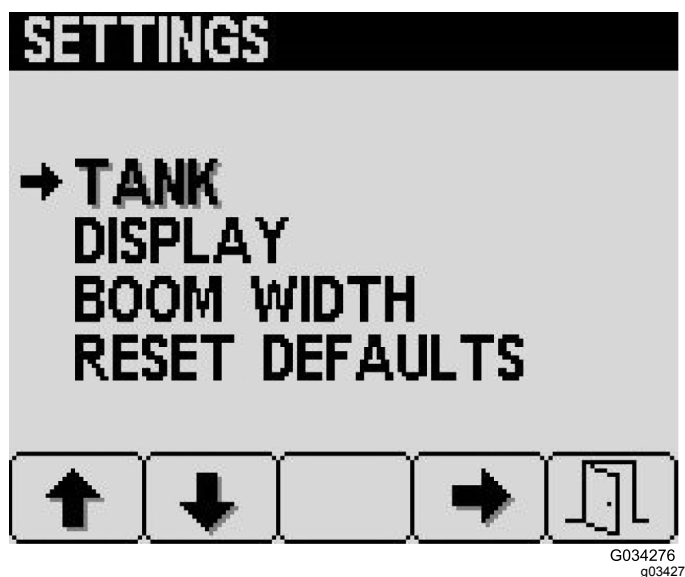 SETTINGS
TANK
DISPLAY
BOOM WIDTH
RESET DEFAULTS
G034276
g03427